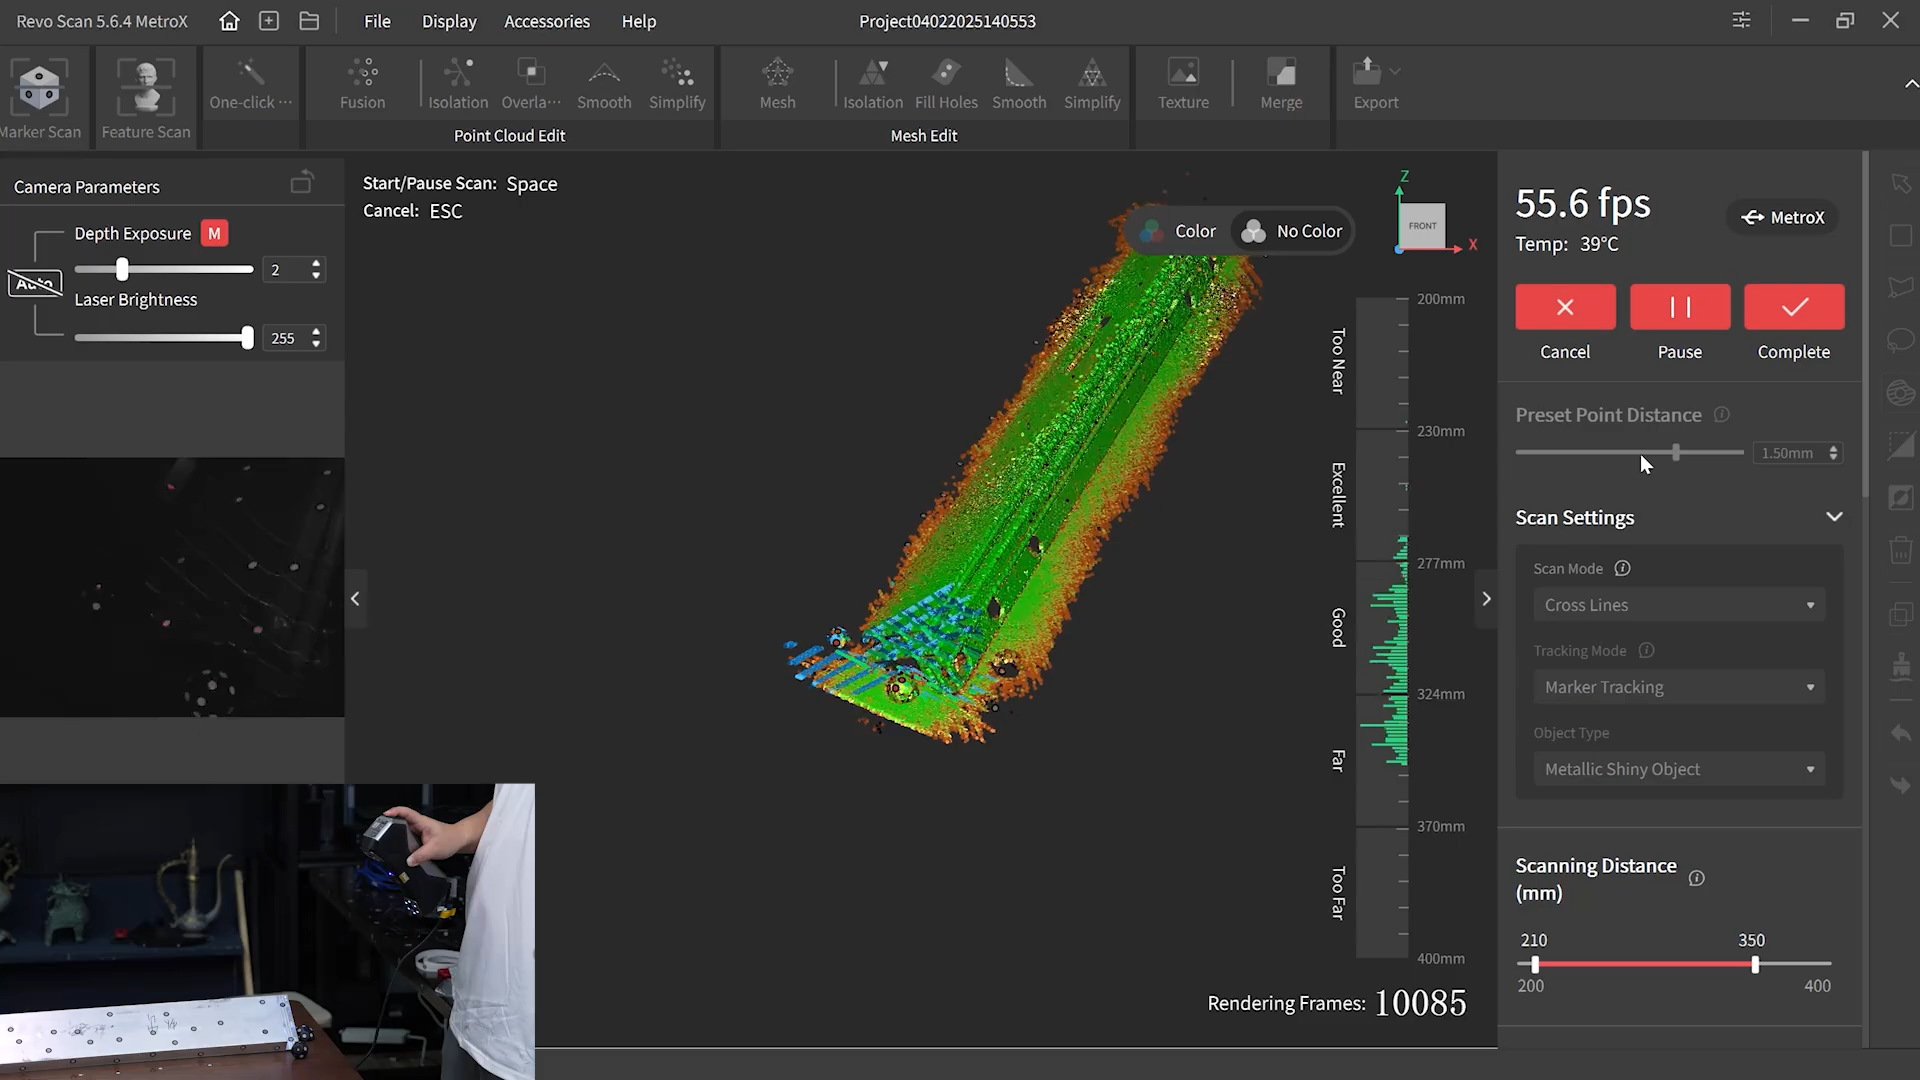 Revo Scan 5.6.4 MetroX
File
Display
Accessories
Help
Project04022025140553
Marker Scan
Feature Scan
One-click ···
Fusion
Isolation
Overla···
Smooth
Simplify
Point Cloud Edit
Mesh
Isolation
Fill Holes
Smooth
Simplify
Mesh Edit
Texture
Merge
Export
Camera Parameters
Depth Exposure M
2
Auto
Laser Brightness
255
Start/Pause Scan: Space
Cancel: ESC
Color
No Color
Z
FRONT
X
200mm
Too Near
230mm
Excellent
277mm
Good
324mm
Far
370mm
Too Far
400mm
Rendering Frames: 10085
55.6 fps
MetroX
Temp: 39°C
Cancel
Pause
Complete
Preset Point Distance
1.50mm
Scan Settings
Scan Mode
Cross Lines
Tracking Mode
Marker Tracking
Object Type
Metallic Shiny Object
Scanning Distance
(mm)
210
350
200
400